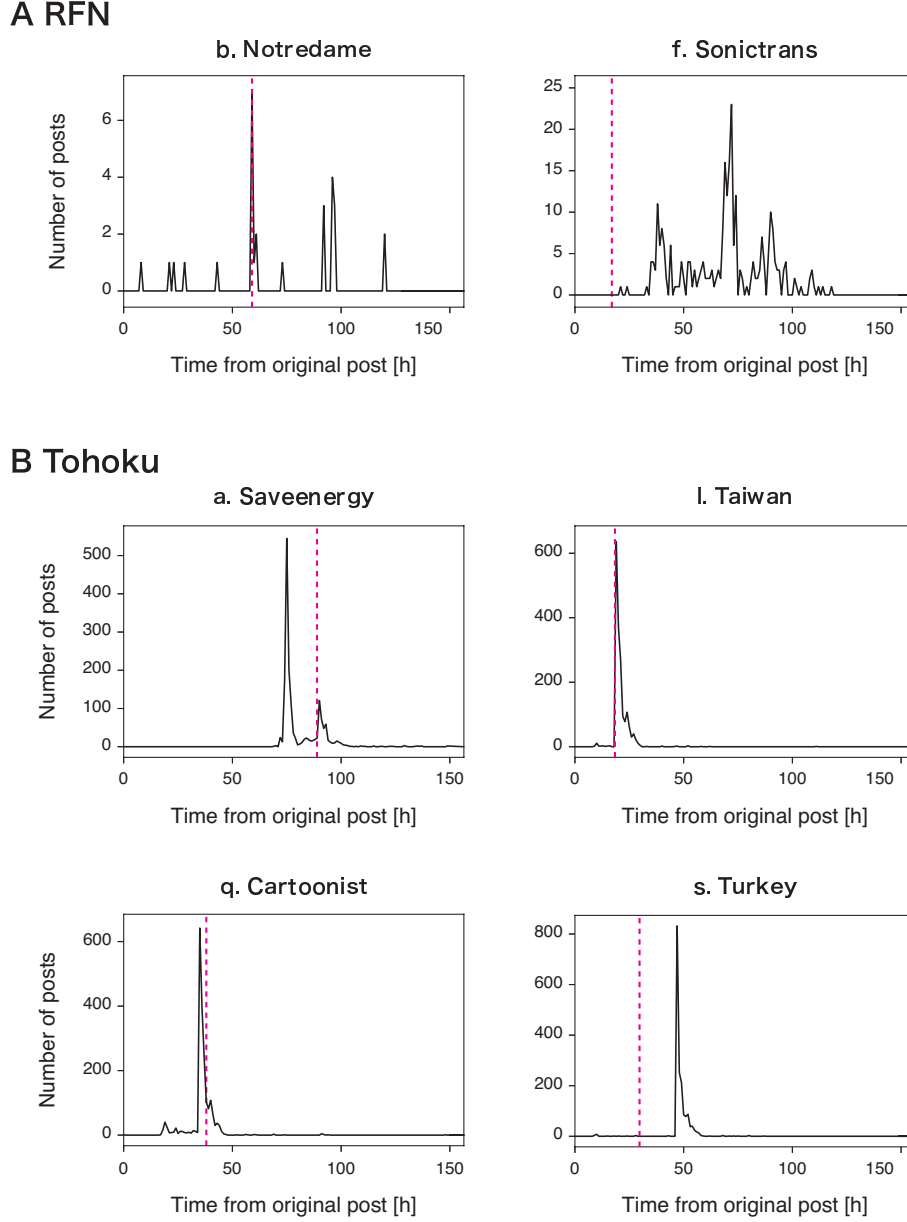 A RFN
b. Notredame
f. Sonictrans
Number of posts
6
4
2
0
25
20
15
10
5
0
0 50 100 150
0 50 100 150
Time from original post [h]
Time from original post [h]
B Tohoku
a. Saveenergy
l. Taiwan
Number of posts
500
400
300
200
100
0
600
400
200
0
0 50 100 150
0 50 100 150
Time from original post [h]
Time from original post [h]
q. Cartoonist
s. Turkey
Number of posts
600
400
200
0
800
600
400
200
0
0 50 100 150
0 50 100 150
Time from original post [h]
Time from original post [h]